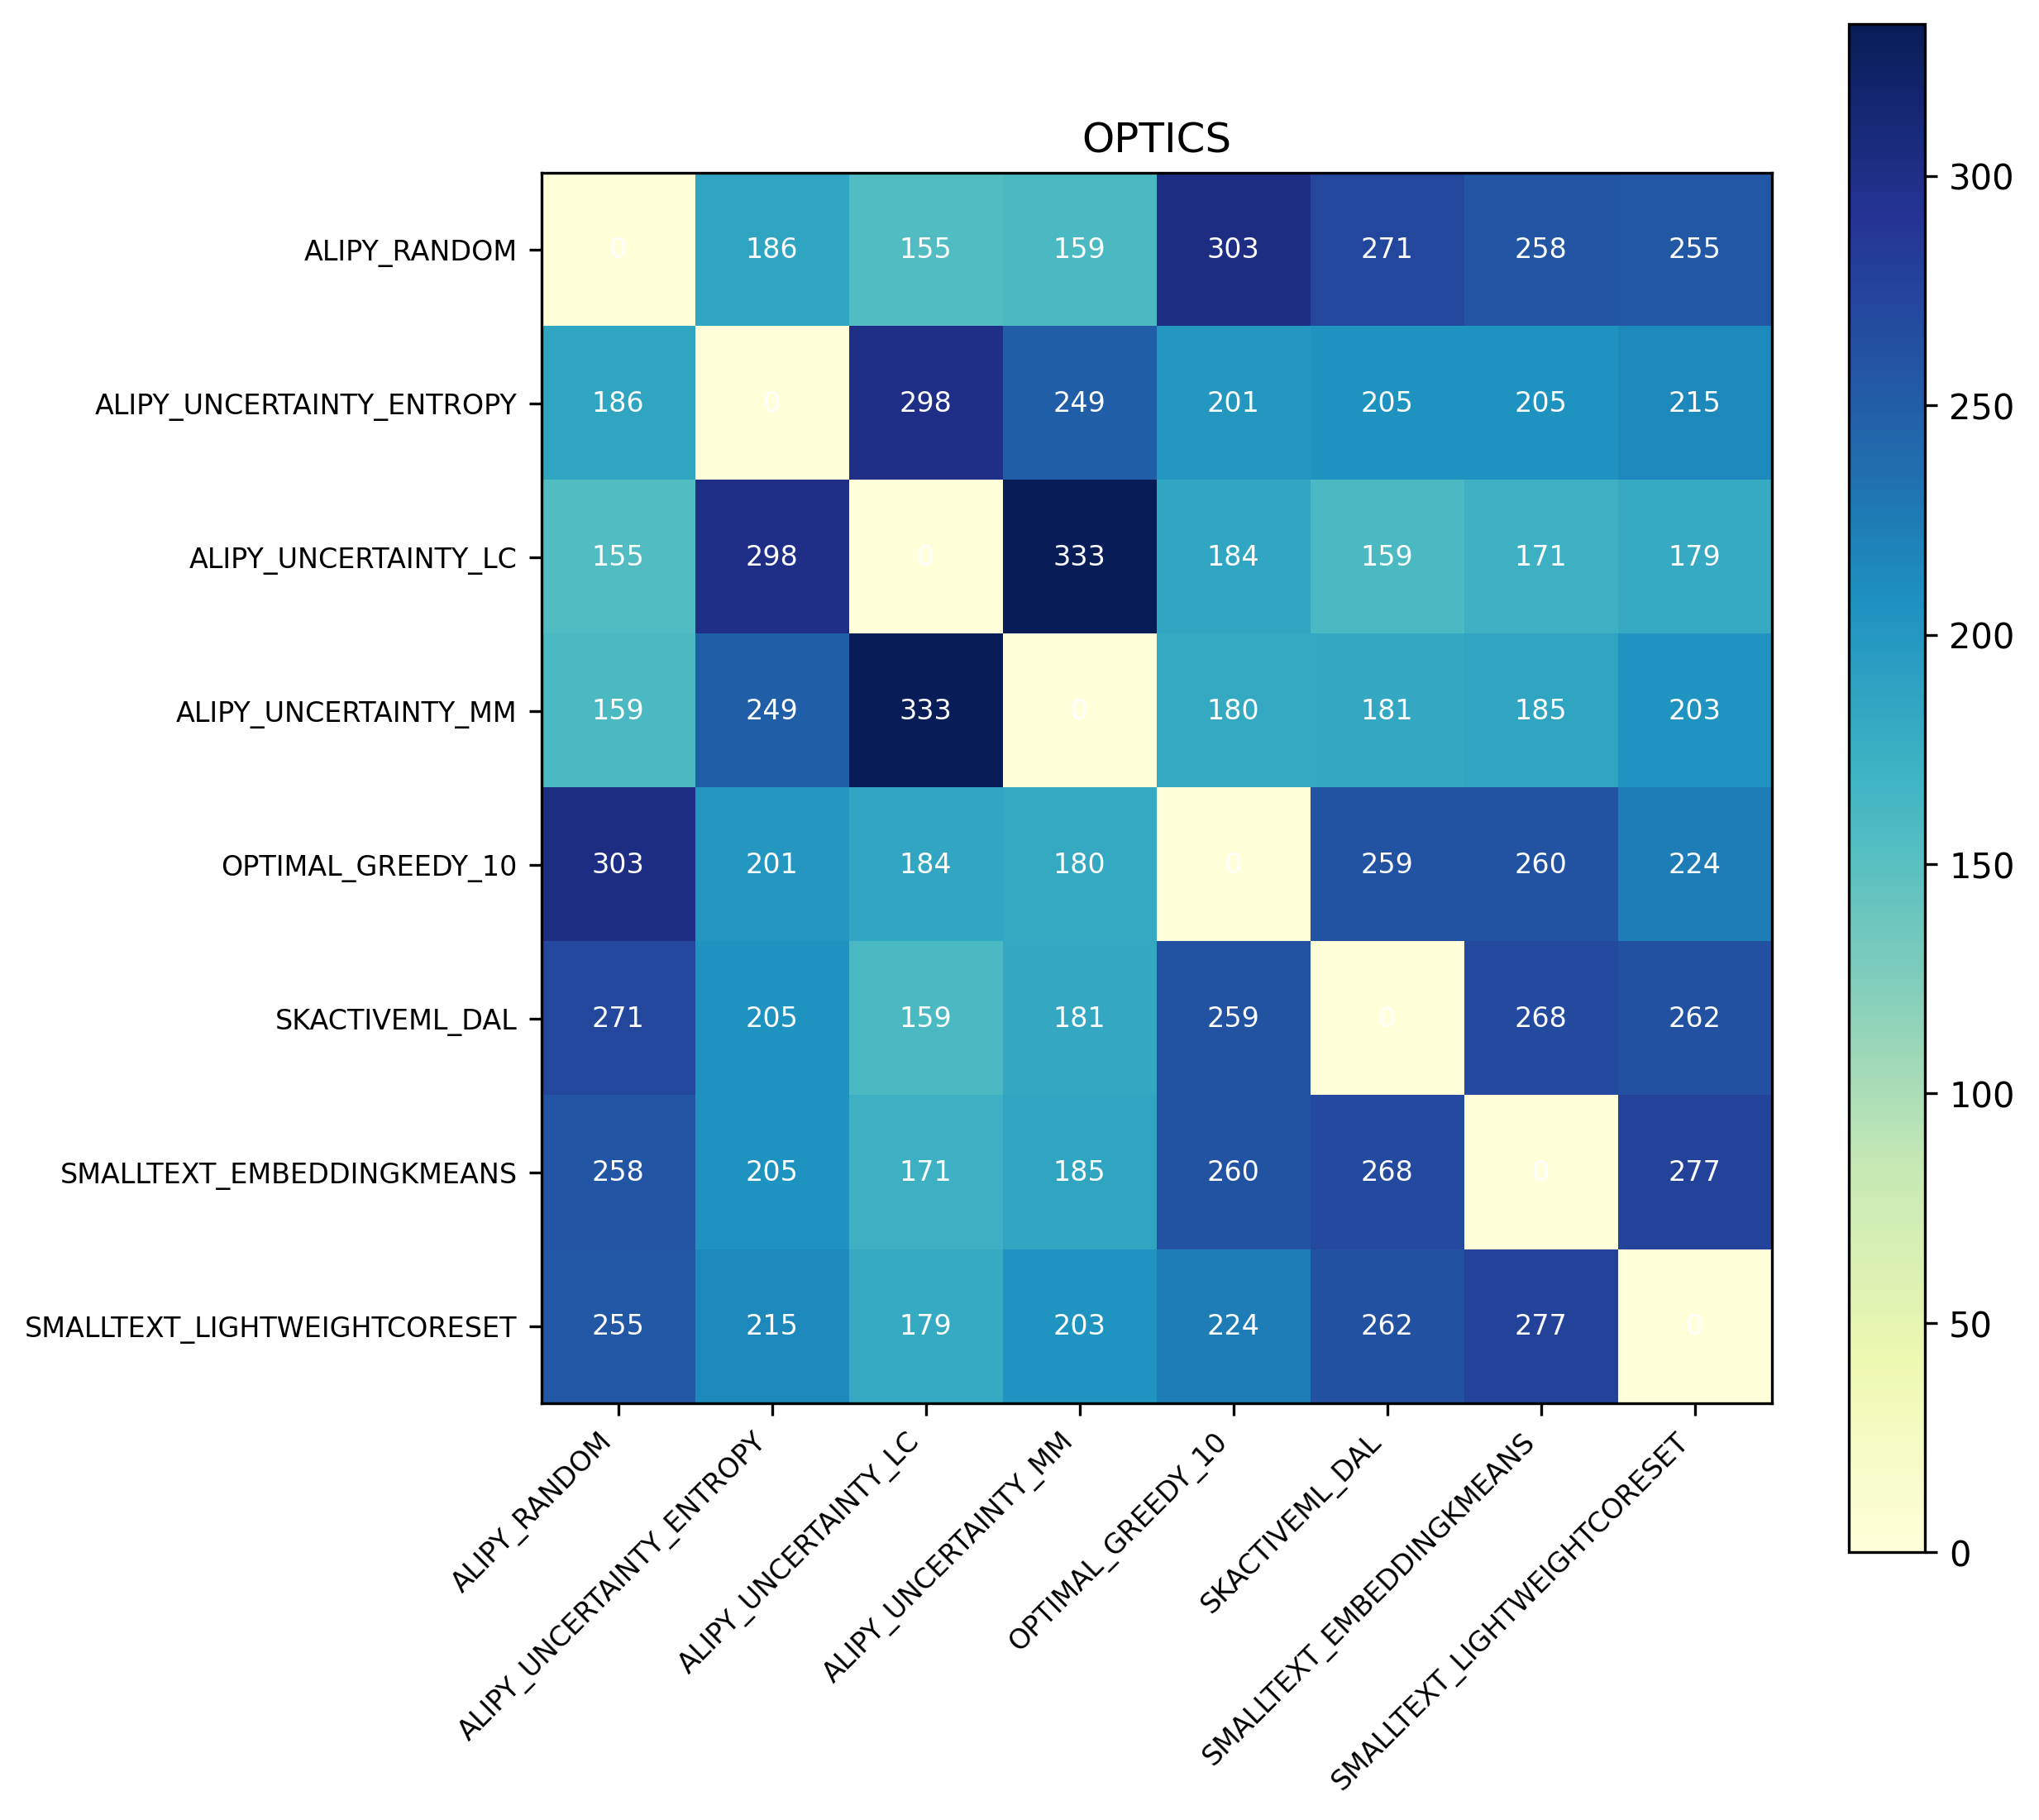 OPTICS
ALIPY_RANDOM 0 186 155 159 303 271 258 255
ALIPY_UNCERTAINTY_ENTROPY 186 0 298 249 201 205 205 215
ALIPY_UNCERTAINTY_LC 155 298 0 333 184 159 171 179
ALIPY_UNCERTAINTY_MM 159 249 333 0 180 181 185 203
OPTIMAL_GREEDY_10 303 201 184 180 0 259 260 224
SKACTIVEML_DAL 271 205 159 181 259 0 268 262
SMALLTEXT_EMBEDDINGKMEANS 258 205 171 185 260 268 0 277
SMALLTEXT_LIGHTWEIGHTCORESET 255 215 179 203 224 262 277 0
ALIPY_RANDOM
ALIPY_UNCERTAINTY_ENTROPY
ALIPY_UNCERTAINTY_LC
ALIPY_UNCERTAINTY_MM
OPTIMAL_GREEDY_10
SKACTIVEML_DAL
SMALLTEXT_EMBEDDINGKMEANS
SMALLTEXT_LIGHTWEIGHTCORESET
300
250
200
150
100
50
0